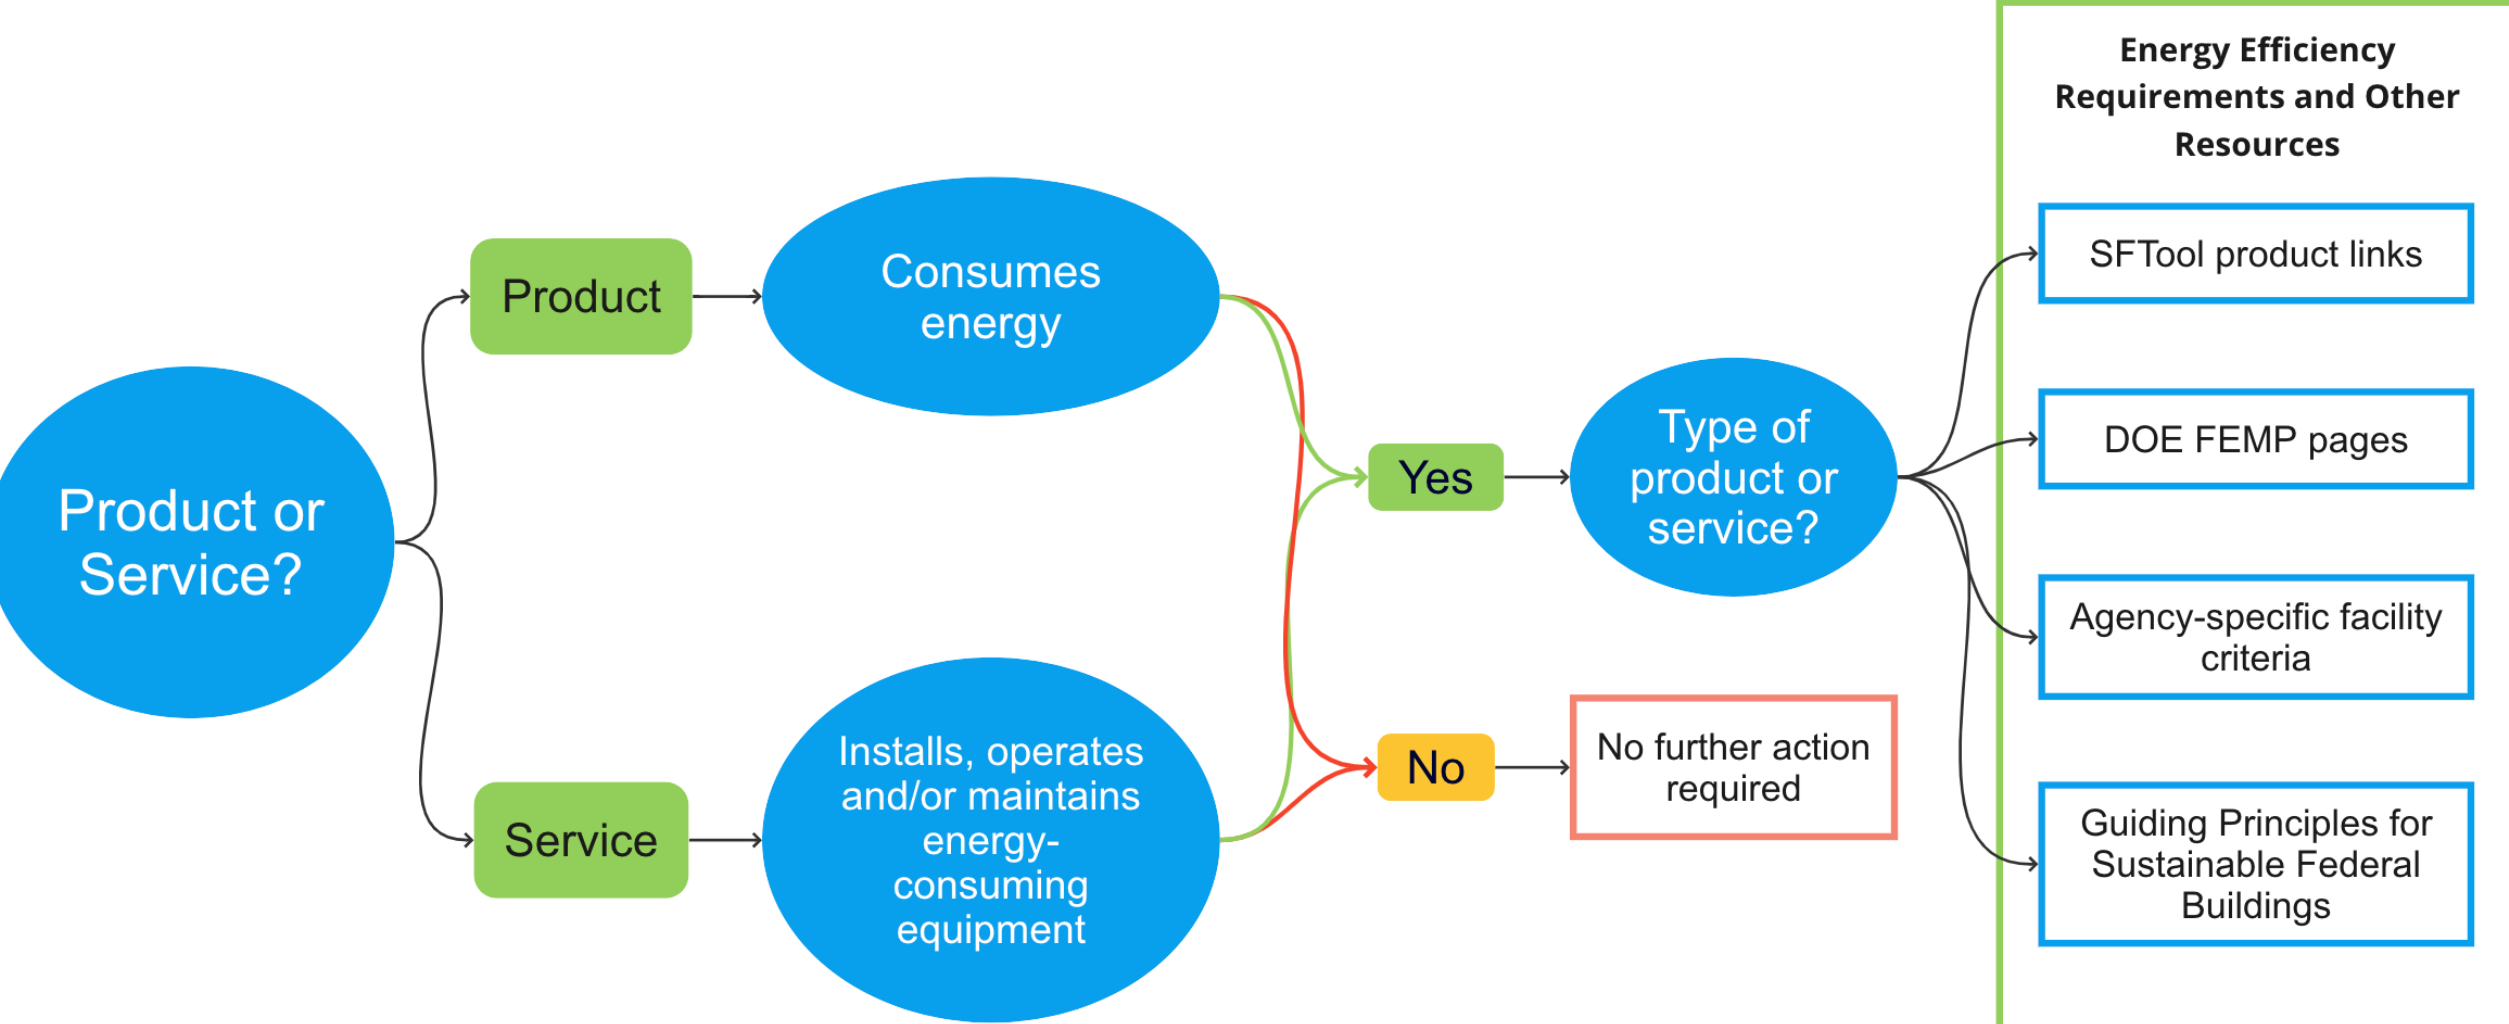 Product or
Service?
Product
Service
Consumes
energy
Installs, operates
and/or maintains
energy-
consuming
equipment
Yes
No
Type of
product or
service?
No further action
required
Energy Efficiency
Requirements and Other
Resources
SFTool product links
DOE FEMP pages
Agency-specific facility
criteria
Guiding Principles for
Sustainable Federal
Buildings